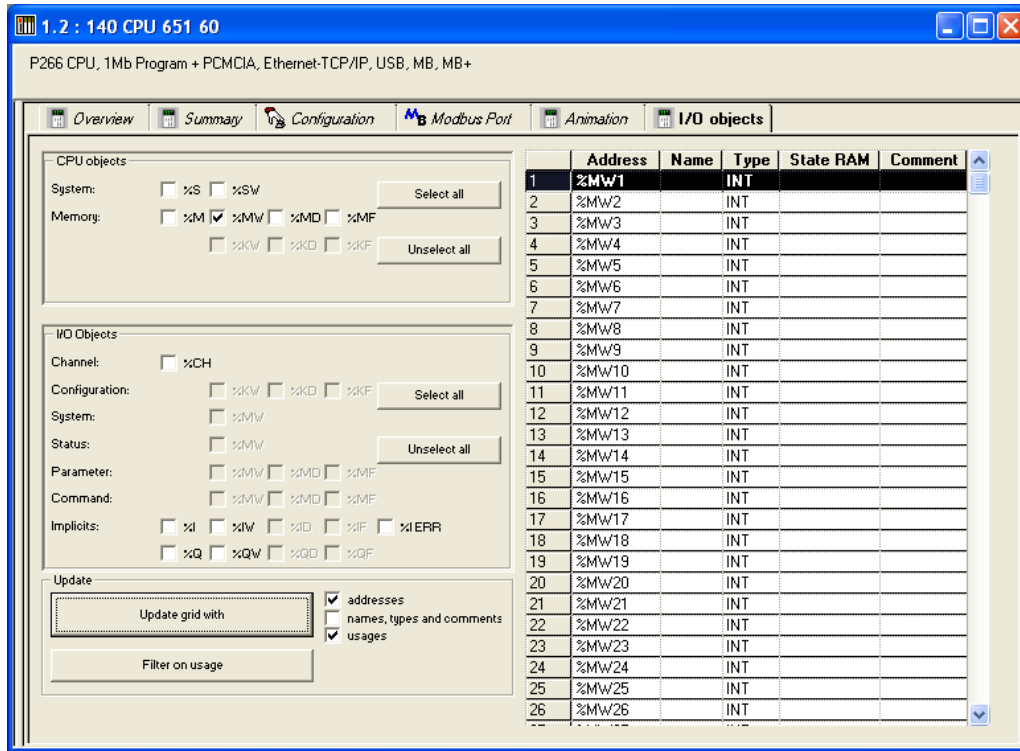 1.2 : 140 CPU 651 60
P266 CPU, 1Mb Program + PCMCIA, Ethernet-TCP/IP, USB, MB, MB+
Overview Summary Configuration MB Modbus Port Animation I/O objects
CPU objects
System: %S %SW Select all
Memory: %M %MW %MD %MF
%KW %KD %KF Unselect all
I/O Objects
Channel: %CH
Configuration: %KW %KD %KF Select all
System: %MW
Status: %MW Unselect all
Parameter: %MW %MD %MF
Command: %MW %MD %MF
Implicits: %I %IW %ID %IF %I ERR
%Q %QW %QD %QF
Update
Update grid with
addresses
names, types and comments
usages
Filter on usage
Address Name Type State RAM Comment
1 %MW1 INT
2 %MW2 INT
3 %MW3 INT
4 %MW4 INT
5 %MW5 INT
6 %MW6 INT
7 %MW7 INT
8 %MW8 INT
9 %MW9 INT
10 %MW10 INT
11 %MW11 INT
12 %MW12 INT
13 %MW13 INT
14 %MW14 INT
15 %MW15 INT
16 %MW16 INT
17 %MW17 INT
18 %MW18 INT
19 %MW19 INT
20 %MW20 INT
21 %MW21 INT
22 %MW22 INT
23 %MW23 INT
24 %MW24 INT
25 %MW25 INT
26 %MW26 INT